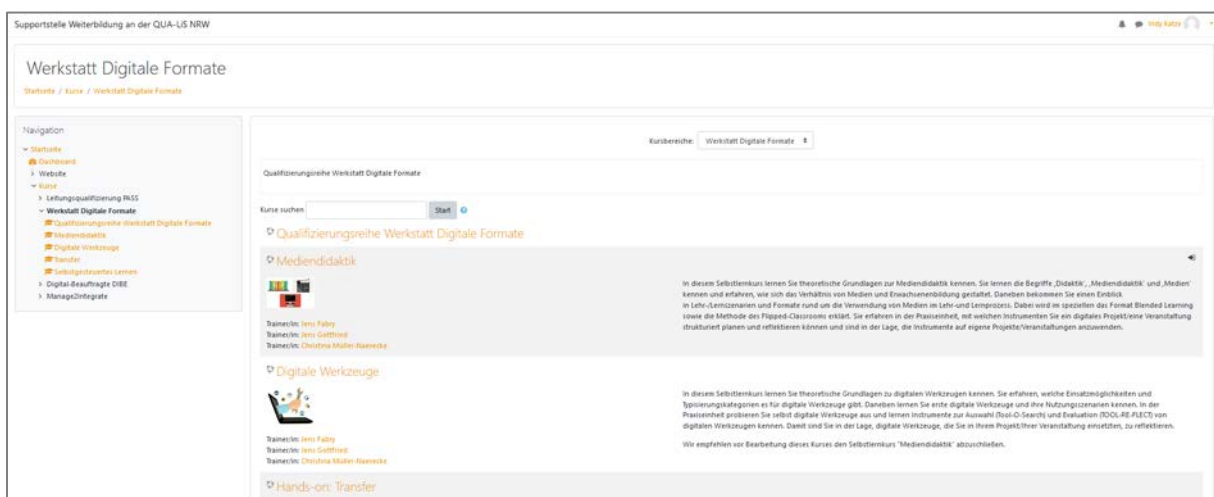 Supportstelle Weiterbildung an der QUA-LiS NRW
Indy Katze
Werkstatt Digitale Formate
Startseite / Kurse / Werkstatt Digitale Formate
Navigation
Startseite
Dashboard
Website
Kurse
Leitungsqualifizierung PASS
Werkstatt Digitale Formate
Qualifizierungsreihe Werkstatt Digitale Formate
Mediendidaktik
Digitale Werkzeuge
Transfer
Selbstgesteuertes Lernen
Digital-Beauftragte DIBE
Manage2Integrate
Kursbereiche: Werkstatt Digitale Formate
Qualifizierungsreihe Werkstatt Digitale Formate
Kurse suchen Start
Qualifizierungsreihe Werkstatt Digitale Formate
Mediendidaktik
Trainer/in: Jens Fabry
Trainer/in: Jens Gottfried
Trainer/in: Christina Müller-Naevecke
In diesem Selbstlernkurs lernen Sie theoretische Grundlagen zur Mediendidaktik kennen. Sie lernen die Begriffe ‚Didaktik', ‚Mediendidaktik' und ‚Medien'
kennen und erfahren, wie sich das Verhältnis von Medien und Erwachsenenbildung gestaltet. Daneben bekommen Sie einen Einblick
in Lehr-/Lernszenarien und Formate rund um die Verwendung von Medien im Lehr-und Lernprozess. Dabei wird im speziellen das Format Blended Learning
sowie die Methode des Flipped-Classrooms erklärt. Sie erfahren in der Praxiseinheit, mit welchen Instrumenten Sie ein digitales Projekt/eine Veranstaltung
strukturiert planen und reflektieren können und sind in der Lage, die Instrumente auf eigene Projekte/Veranstaltungen anzuwenden.
Digitale Werkzeuge
Trainer/in: Jens Fabry
Trainer/in: Jens Gottfried
Trainer/in: Christina Müller-Naevecke
In diesem Selbstlernkurs lernen Sie theoretische Grundlagen zu digitalen Werkzeugen kennen. Sie erfahren, welche Einsatzmöglichkeiten und
Typisierungskategorien es für digitale Werkzeuge gibt. Daneben lernen Sie erste digitale Werkzeuge und ihre Nutzungsszenarien kennen. In der
Praxiseinheit probieren Sie selbst digitale Werkzeuge aus und lernen Instrumente zur Auswahl (Tool-O-Search) und Evaluation (TOOL-RE-FLECT) von
digitalen Werkzeugen kennen. Damit sind Sie in der Lage, digitale Werkzeuge, die Sie in Ihrem Projekt/Ihrer Veranstaltung einsetzten, zu reflektieren.
Wir empfehlen vor Bearbeitung dieses Kurses den Selbstlernkurs "Mediendidaktik" abzuschließen.
Hands-on: Transfer